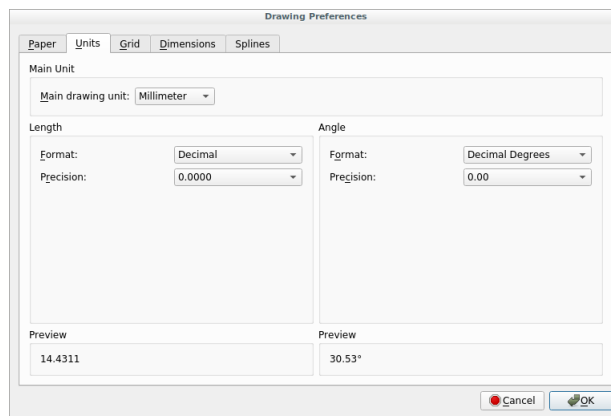 Drawing Preferences
Paper Units Grid Dimensions Splines
Main Unit
Main drawing unit: Millimeter
Length
Format: Decimal
Precision: 0.0000
Angle
Format: Decimal Degrees
Precision: 0.00
Preview
14.4311
Preview
30.53°
Cancel OK